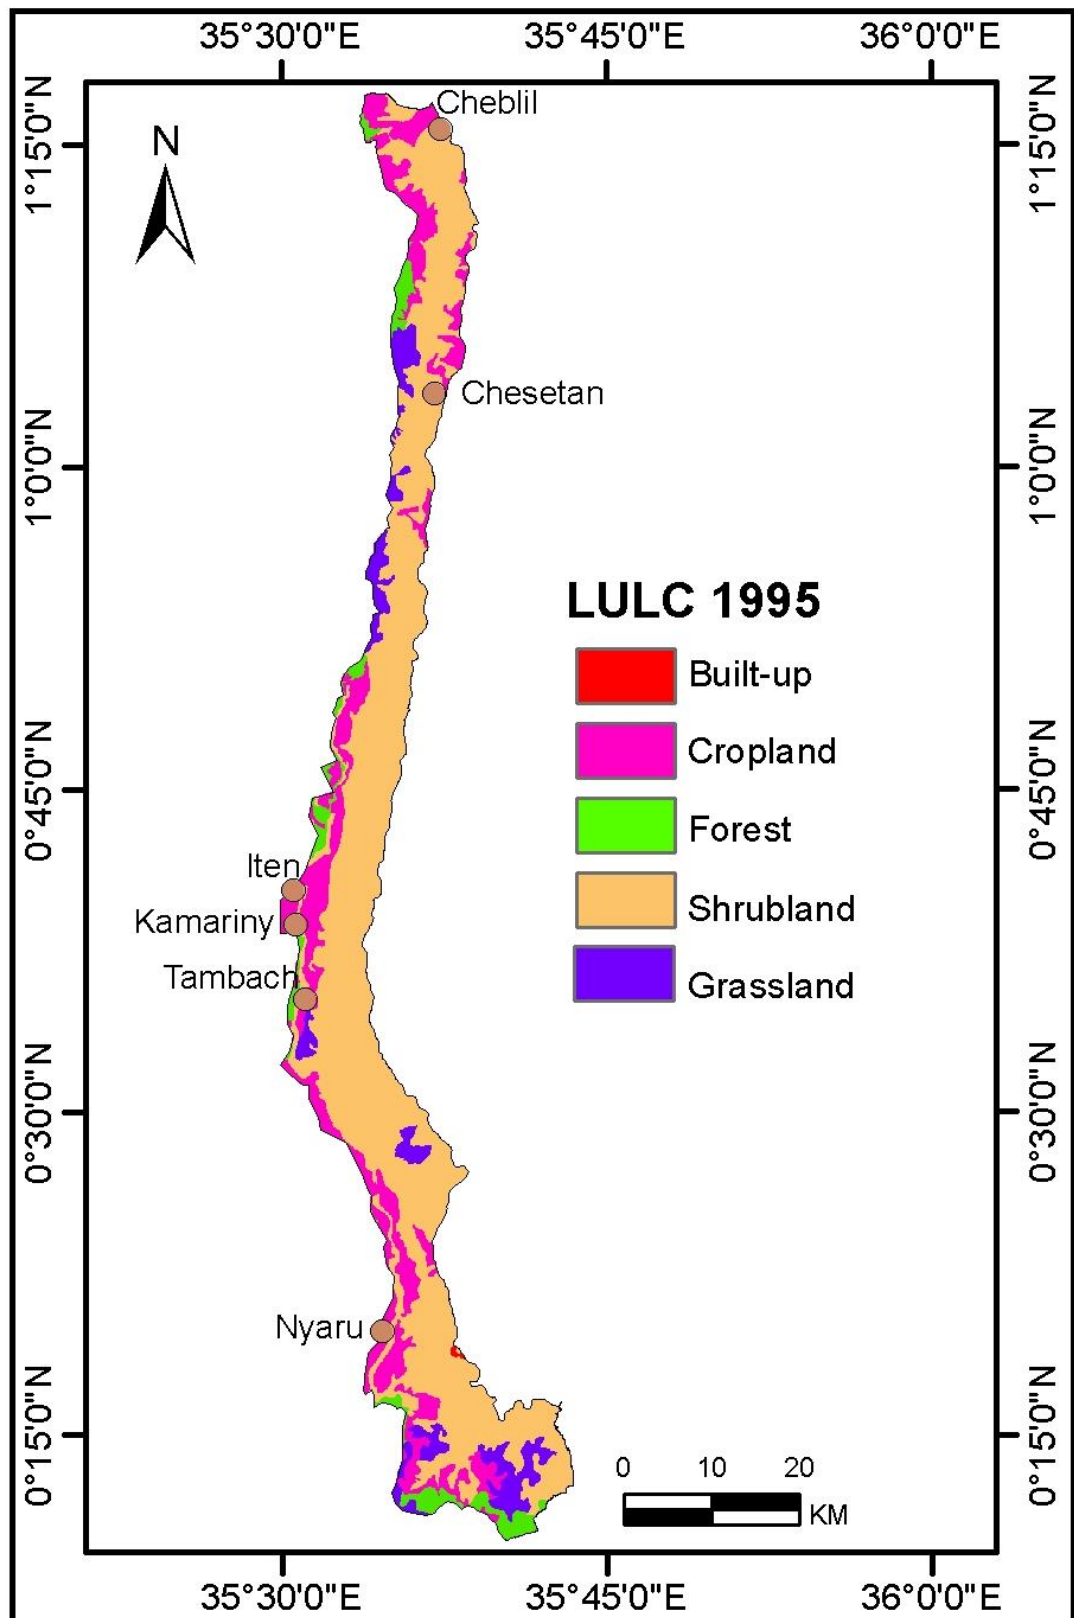 35°30'0"E 35°45'0"E 36°0'0"E
1°15'0"N
1°15'0"N
N
Cheblil
Chesetan
1°0'0"N
1°0'0"N
LULC 1995
Built-up
Cropland
Forest
Shrubland
Grassland
0°45'0"N
0°45'0"N
Iten
Kamariny
Tambach
0°30'0"N
0°30'0"N
Nyaru
0°15'0"N
0°15'0"N
0 10 20
KM
35°30'0"E 35°45'0"E 36°0'0"E